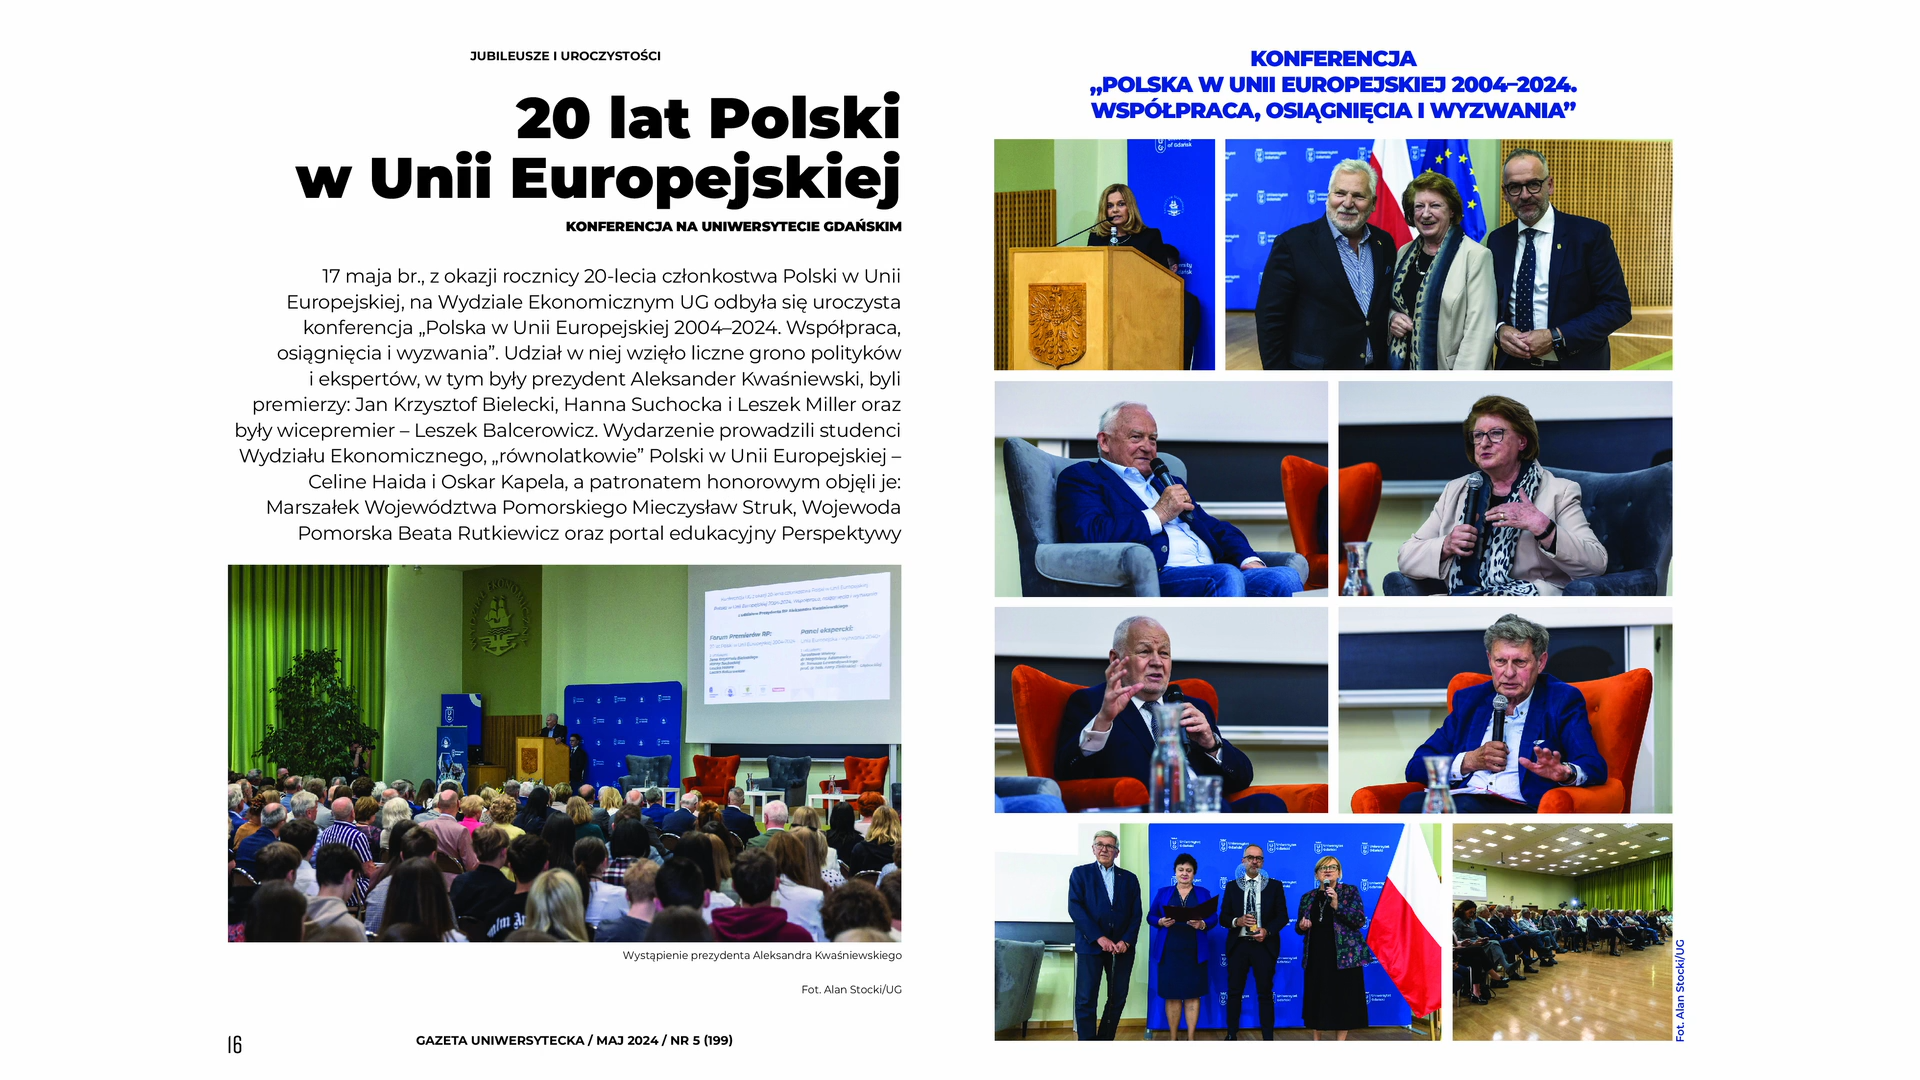 JUBILEUSZE I UROCZYSTOŚCI
20 lat Polski
w Unii Europejskiej
KONFERENCJA NA UNIWERSYTECIE GDAŃSKIM
17 maja br., z okazji rocznicy 20-lecia członkostwa Polski w Unii
Europejskiej, na Wydziale Ekonomicznym UG odbyła się uroczysta
konferencja „Polska w Unii Europejskiej 2004–2024. Współpraca,
osiągnięcia i wyzwania”. Udział w niej wzięło liczne grono polityków
i ekspertów, w tym były prezydent Aleksander Kwaśniewski, byli
premierzy: Jan Krzysztof Bielecki, Hanna Suchocka i Leszek Miller oraz
były wicepremier – Leszek Balcerowicz. Wydarzenie prowadzili studenci
Wydziału Ekonomicznego, „równolatkowie” Polski w Unii Europejskiej –
Celine Haida i Oskar Kapela, a patronatem honorowym objęli je:
Marszałek Województwa Pomorskiego Mieczysław Struk, Wojewoda
Pomorska Beata Rutkiewicz oraz portal edukacyjny Perspektywy
Forum Premierów RP:
Panel ekspercki:
Wystąpienie prezydenta Aleksandra Kwaśniewskiego
Fot. Alan Stocki/UG
16
GAZETA UNIWERSYTECKA / MAJ 2024 / NR 5 (199)
KONFERENCJA
„POLSKA W UNII EUROPEJSKIEJ 2004–2024.
WSPÓŁPRACA, OSIĄGNIĘCIA I WYZWANIA”
of Gdańsk
Uniwersytet
Gdański
Fot. Alan Stocki/UG